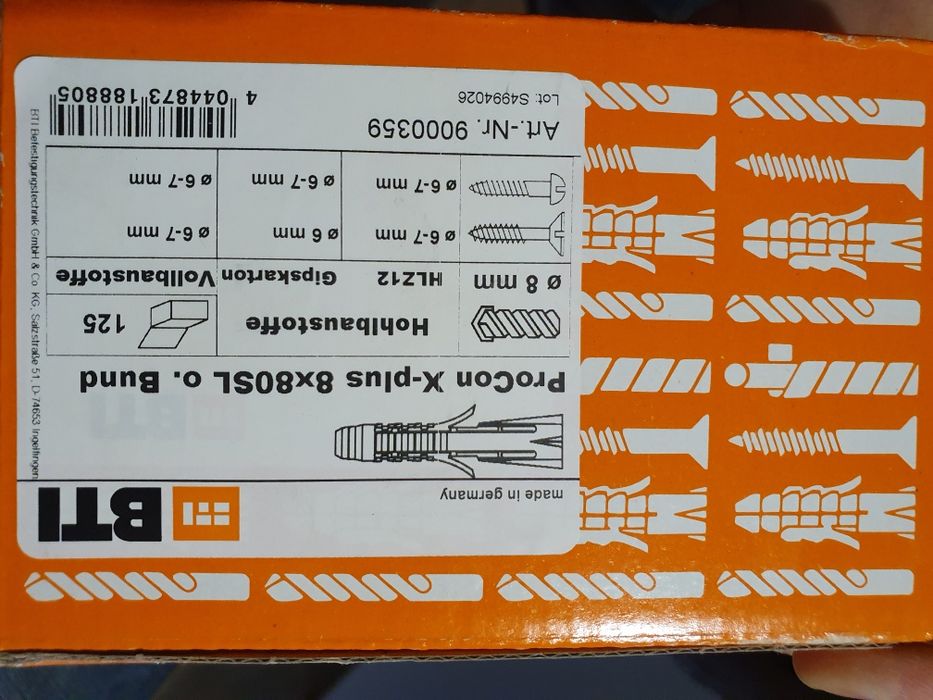 BTI
made in germany
ProCon X-plus 8x80SL o. Bund
Hohlbaustoffe
125
ø 8 mm HLZ12 Gipskarton Vollbaustoffe
ø 6-7 mm ø 6 mm ø 6-7 mm
ø 6-7 mm ø 6-7 mm ø 6-7 mm
Art.-Nr. 9000359
Lot: S4994026
4 044873 188805
BTI Befestigungstechnik GmbH & Co. KG, Salzstraße 51, D-74653 Ingelfingen